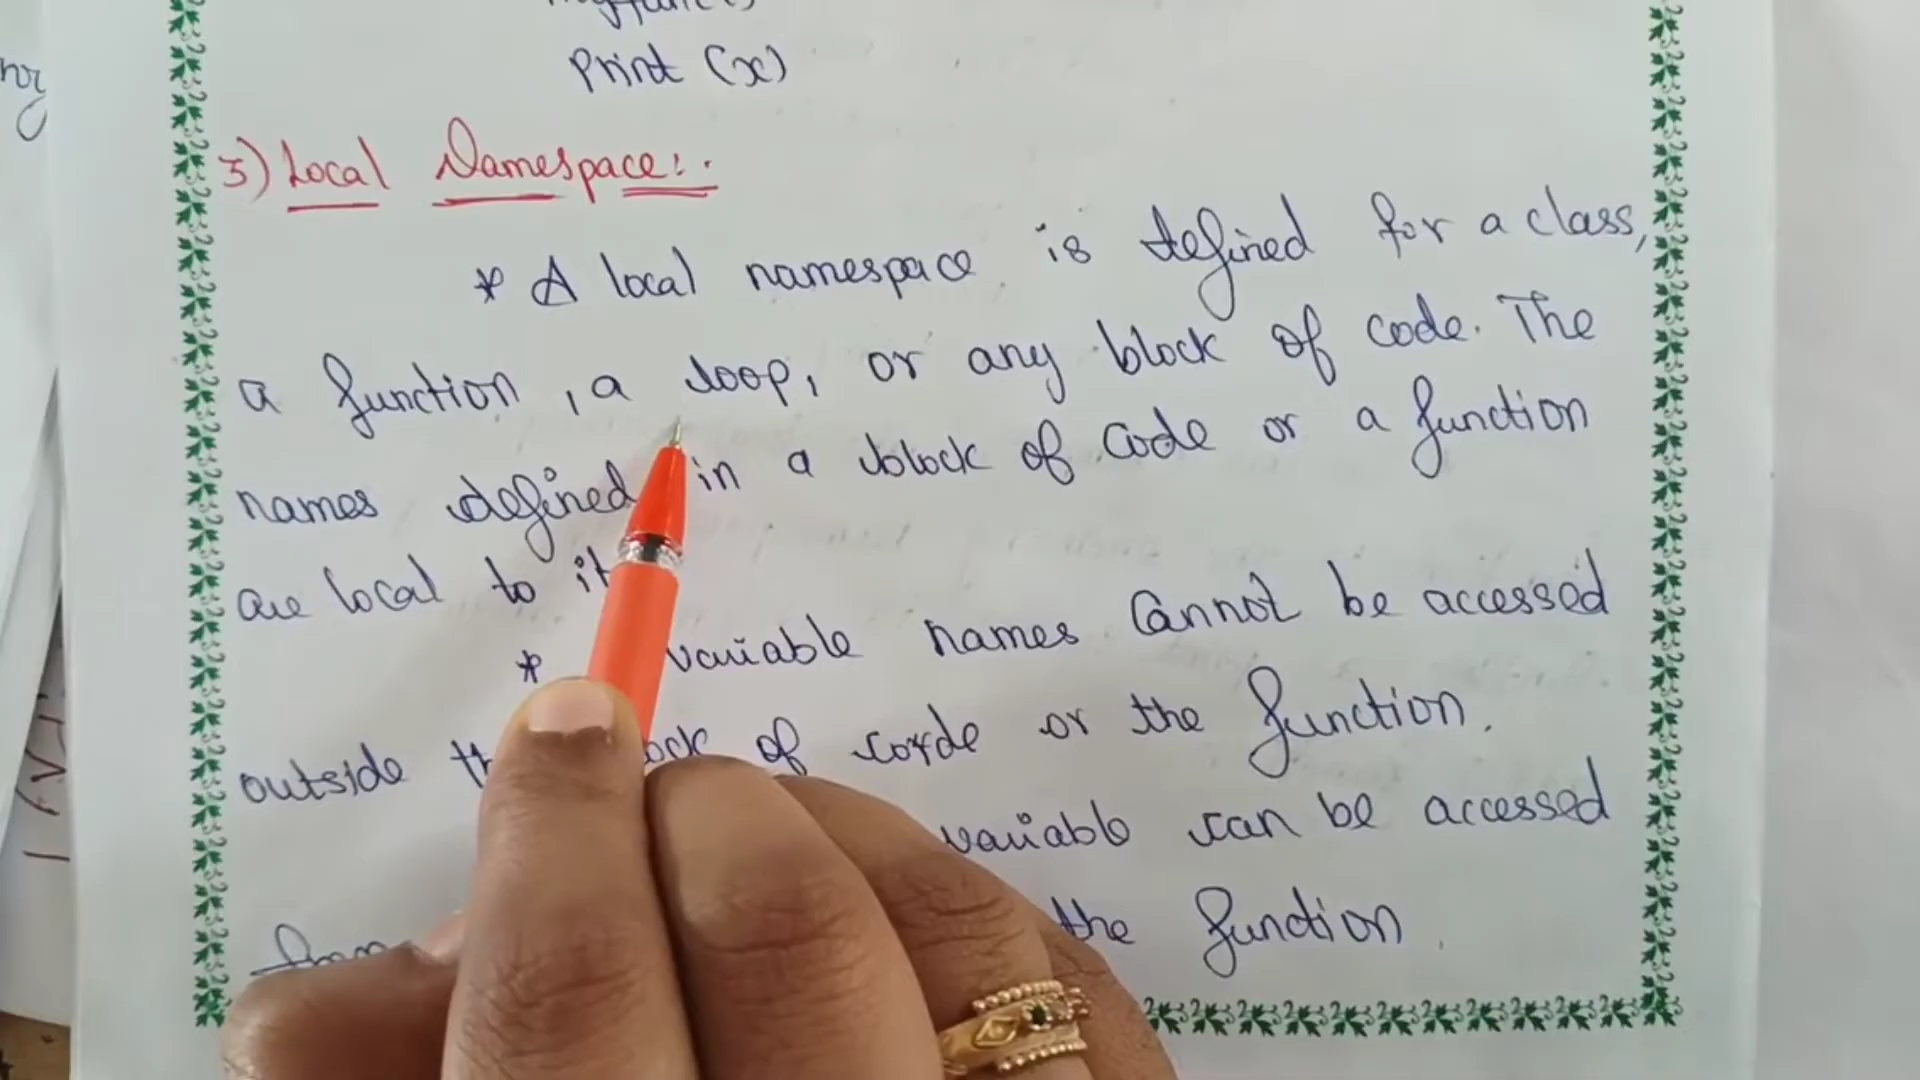 Print (x)
3) Local Namespace:-
* A local namespace is defined for a class,
a function, a loop, or any block of code. The
names defined in a block of code or a function
are local to it
* variable names Cannot be accessed
outside of corde or the function.
variable can be accessed
the function.